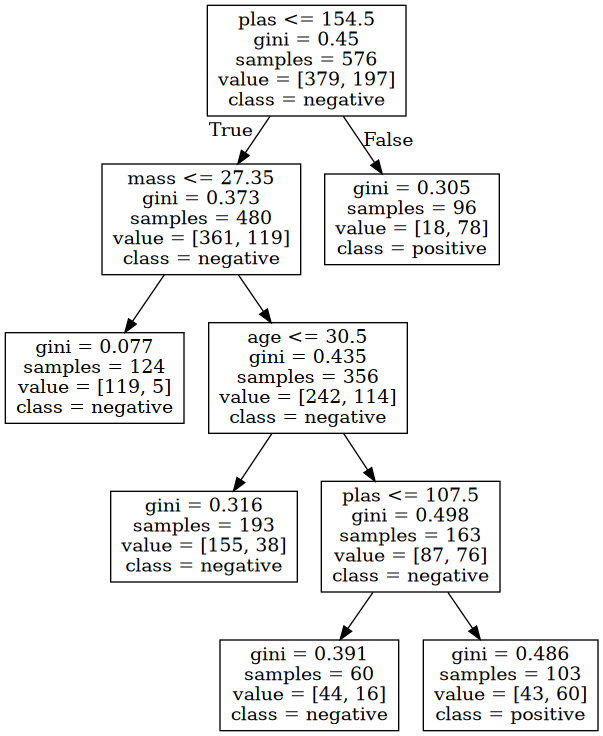 plas <= 154.5
gini = 0.45
samples = 576
value = [379, 197]
class = negative
True
False
mass <= 27.35
gini = 0.373
samples = 480
value = [361, 119]
class = negative
gini = 0.305
samples = 96
value = [18, 78]
class = positive
gini = 0.077
samples = 124
value = [119, 5]
class = negative
age <= 30.5
gini = 0.435
samples = 356
value = [242, 114]
class = negative
gini = 0.316
samples = 193
value = [155, 38]
class = negative
plas <= 107.5
gini = 0.498
samples = 163
value = [87, 76]
class = negative
gini = 0.391
samples = 60
value = [44, 16]
class = negative
gini = 0.486
samples = 103
value = [43, 60]
class = positive